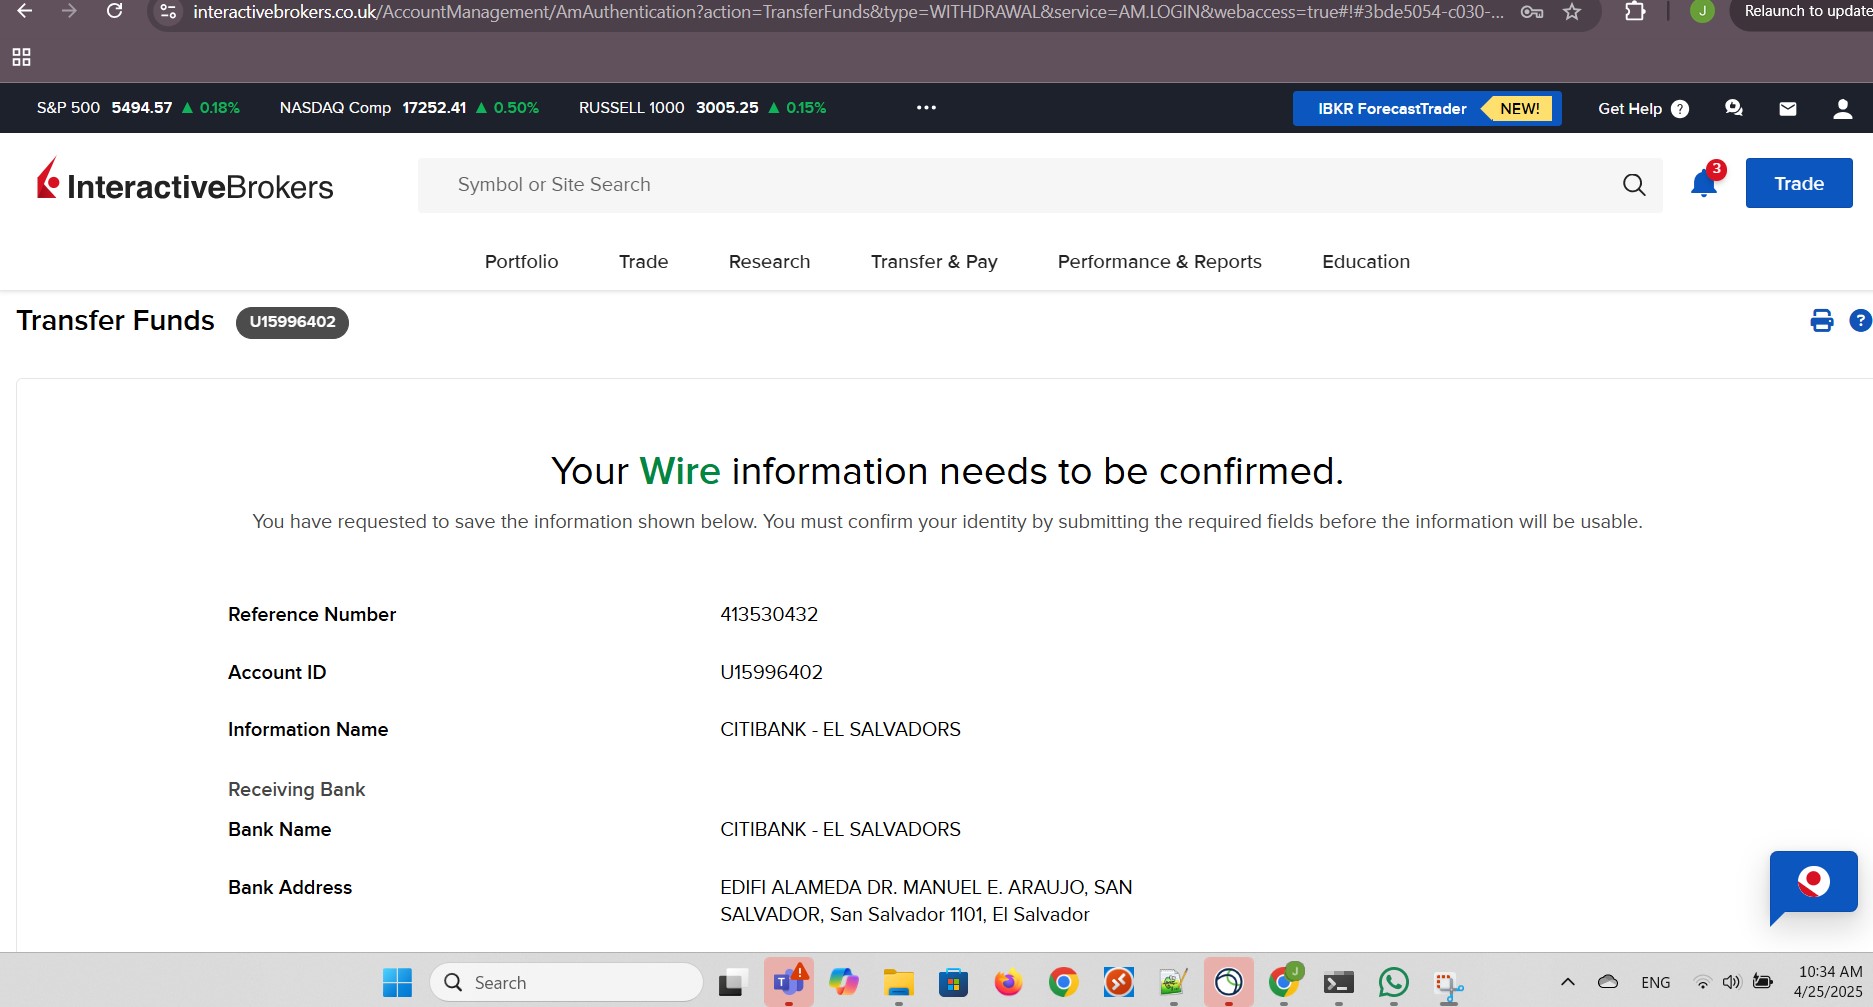 interactivebrokers.co.uk/AccountManagement/AmAuthentication?action=TransferFunds&type=WITHDRAWAL&service=AM.LOGIN&webaccess=true#!#3bde5054-c030-...
J
Relaunch to update
S&P 500 5494.57 ▲ 0.18% NASDAQ Comp 17252.41 ▲ 0.50% RUSSELL 1000 3005.25 ▲ 0.15% ...
IBKR ForecastTrader NEW! Get Help ?
InteractiveBrokers
Symbol or Site Search
3
Trade
Portfolio Trade Research Transfer & Pay Performance & Reports Education
Transfer Funds U15996402
?
Your Wire information needs to be confirmed.
You have requested to save the information shown below. You must confirm your identity by submitting the required fields before the information will be usable.
Reference Number 413530432
Account ID U15996402
Information Name CITIBANK - EL SALVADORS
Receiving Bank
Bank Name CITIBANK - EL SALVADORS
Bank Address EDIFI ALAMEDA DR. MANUEL E. ARAUJO, SAN
SALVADOR, San Salvador 1101, El Salvador
Search
T
J
ENG
10:34 AM
4/25/2025